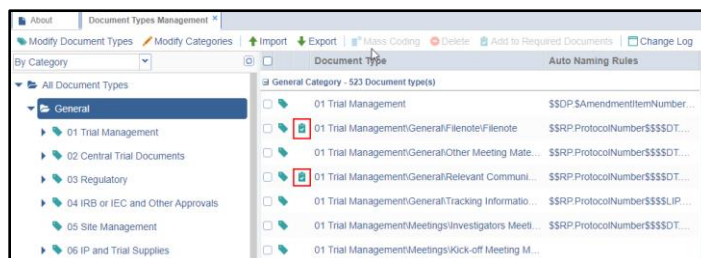 About Document Types Management ×
Modify Document Types Modify Categories Import Export Mass Coding Delete Add to Required Documents Change Log
By Category Document Type Auto Naming Rules
All Document Types General Category - 523 Document type(s)
General 01 Trial Management $$DP.$AmendmentItemNumber...
01 Trial Management 01 Trial Management\General\Filenote\Filenote $$RP.ProtocolNumber$$$$DT....
02 Central Trial Documents 01 Trial Management\General\Other Meeting Mate... $$RP.ProtocolNumber$$$$DT....
03 Regulatory 01 Trial Management\General\Relevant Communi... $$RP.ProtocolNumber$$$$DT....
04 IRB or IEC and Other Approvals 01 Trial Management\General\Tracking Informatio... $$RP.ProtocolNumber$$$$LIP....
05 Site Management 01 Trial Management\Meetings\Investigators Meeti... $$RP.ProtocolNumber$$$$DT....
06 IP and Trial Supplies 01 Trial Management\Meetings\Kick-off Meeting M... $$RP.ProtocolNumber$$$$DT....